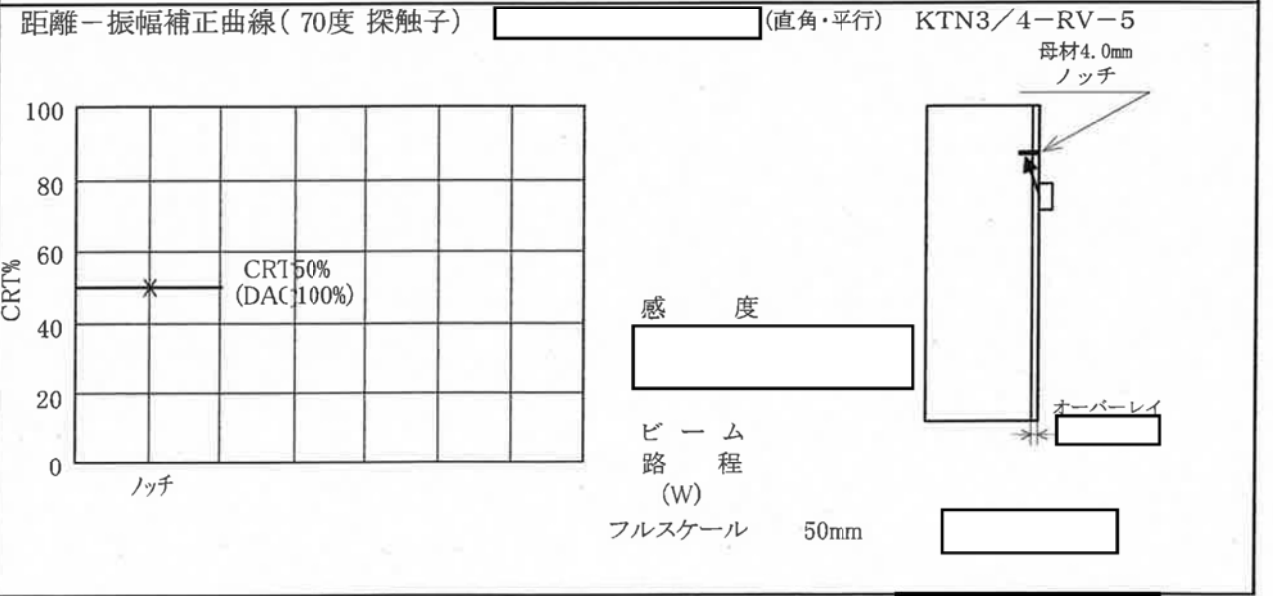 距離－振幅補正曲線( 70度 探触子) (直角・平行) KTN3／4－RV－5
母材4.0mm
ノッチ
100
80
60
40
20
0
CRT%
CRT50%
(DAC100%)
ノッチ
感 度
ビ ー ム
路 程
(W)
フルスケール 50mm
オーバーレイ